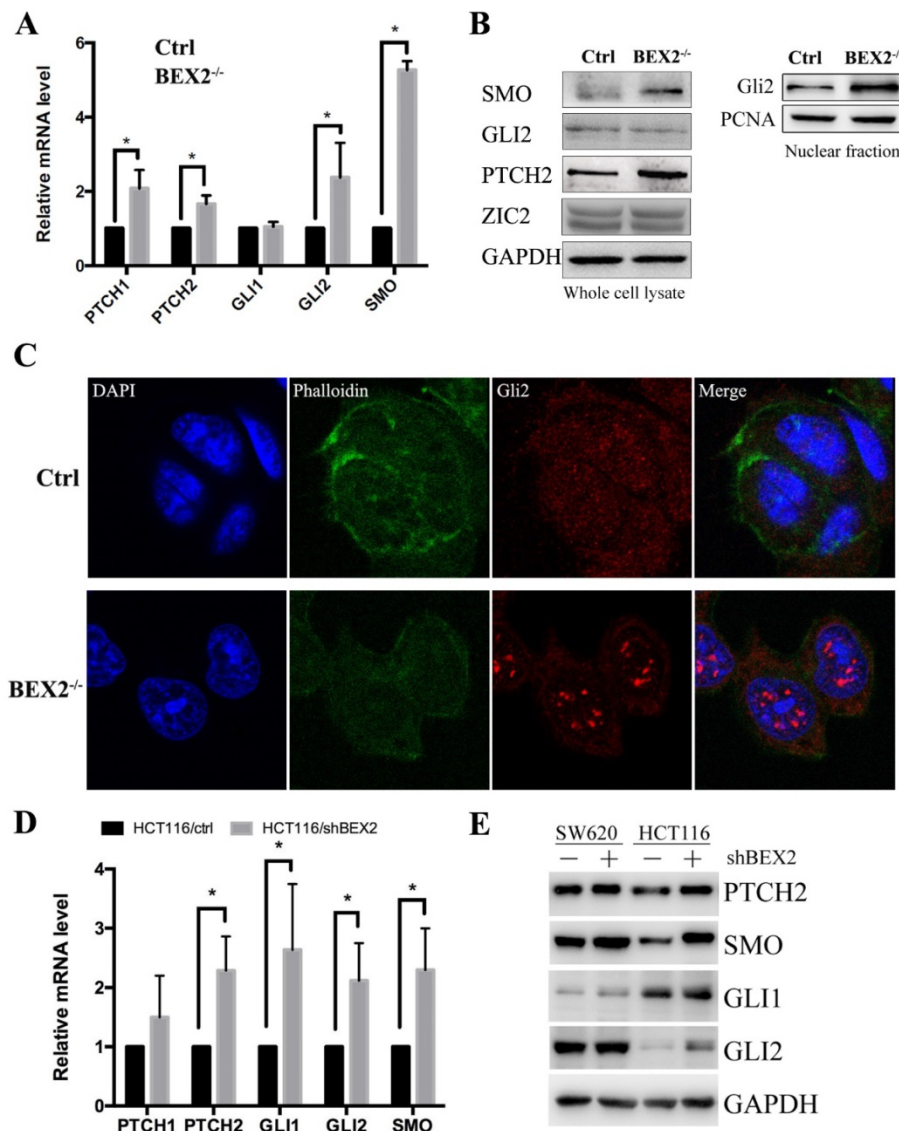 A
Relative mRNA level
6
4
2
0
Ctrl
BEX2-/-
*
*
*
*
PTCH1
PTCH2
GLI1
GLI2
SMO
B
Ctrl BEX2-/-
SMO
GLI2
PTCH2
ZIC2
GAPDH
Whole cell lysate
Ctrl BEX2-/-
Gli2
PCNA
Nuclear fraction
C
DAPI Phalloidin Gli2 Merge
Ctrl
BEX2-/-
D
HCT116/ctrl HCT116/shBEX2
Relative mRNA level
4
3
2
1
0
*
*
*
*
PTCH1 PTCH2 GLI1 GLI2 SMO
E
SW620 HCT116
− + − + shBEX2
PTCH2
SMO
GLI1
GLI2
GAPDH